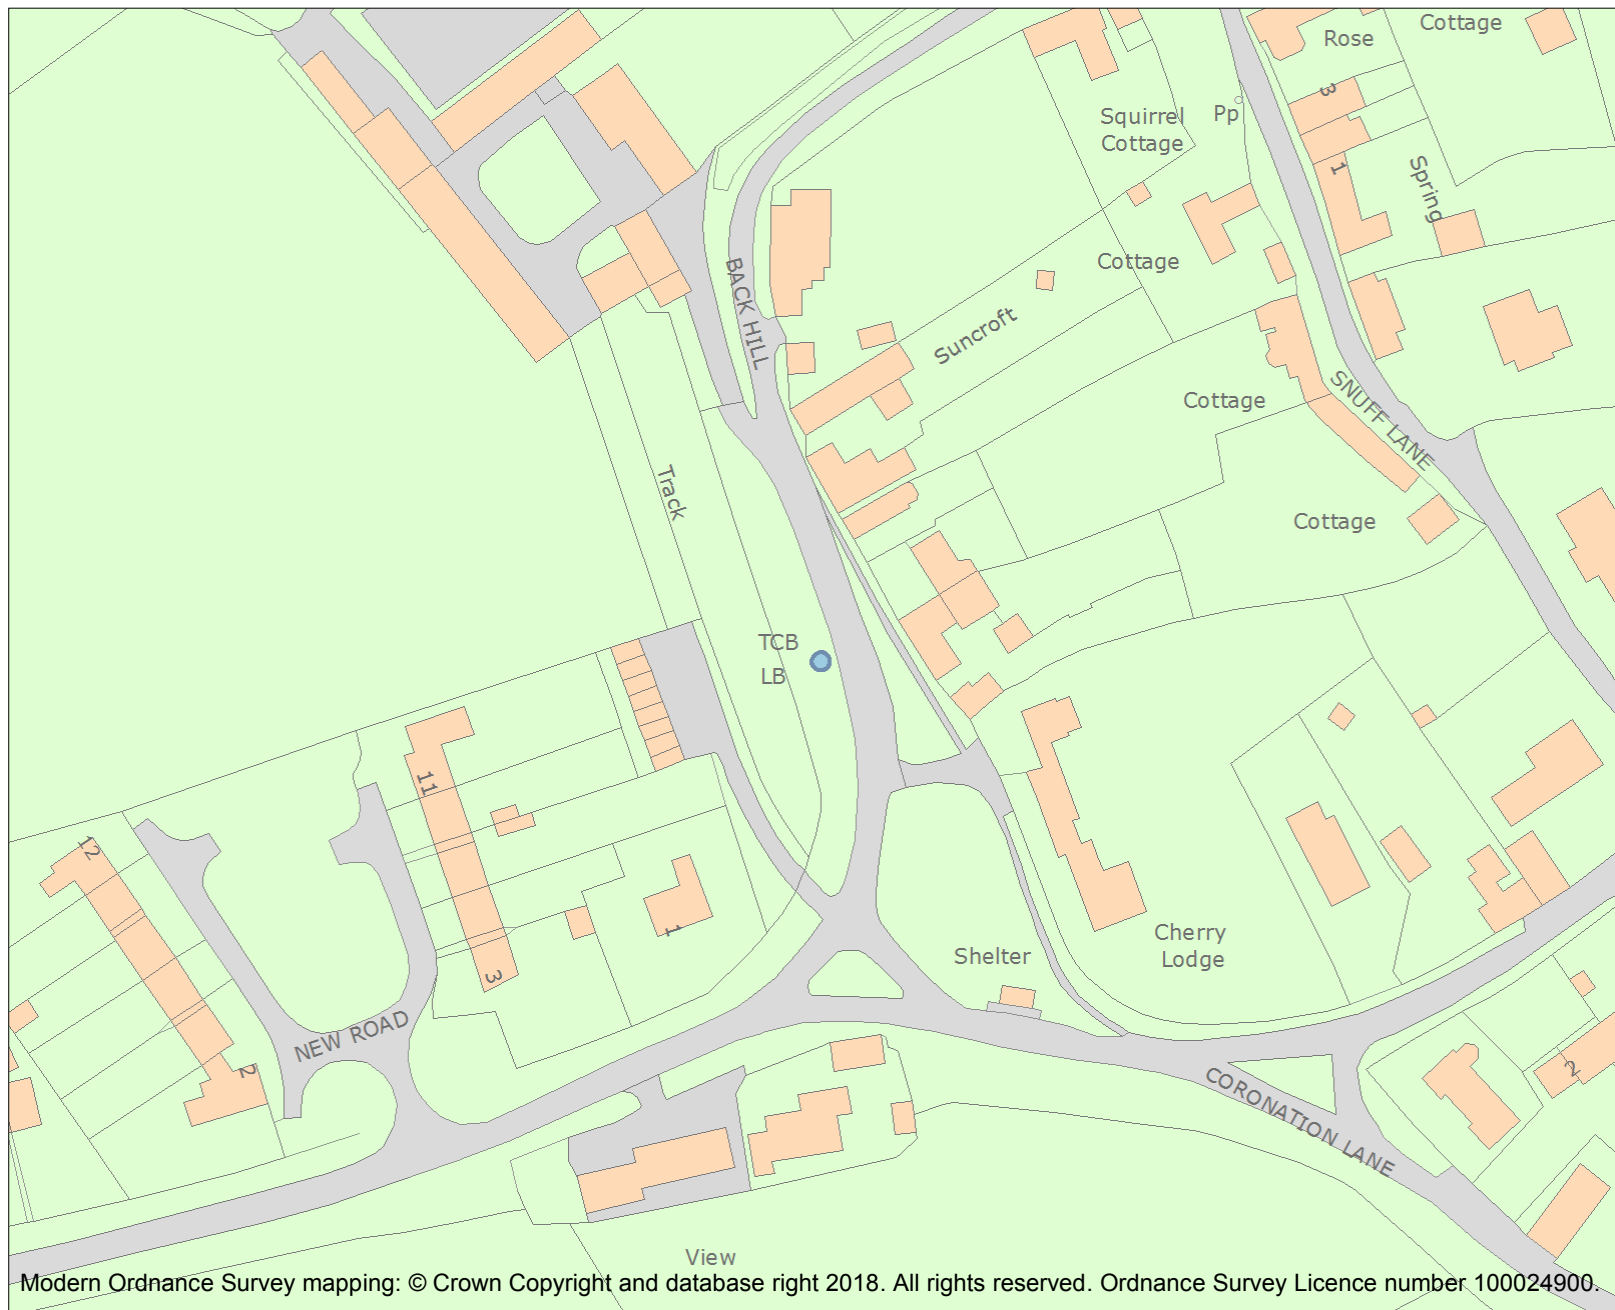 Cottage
Rose
3
Squirrel
Cottage
Pp
1
Spring
Cottage
BACK HILL
Suncroft
Cottage
SNUFF LANE
Track
Cottage
TCB
LB
11
12
1
Cherry
Lodge
Shelter
3
NEW ROAD
2
2
CORONATION LANE
View
Modern Ordnance Survey mapping: © Crown Copyright and database right 2018. All rights reserved. Ordnance Survey Licence number 100024900.